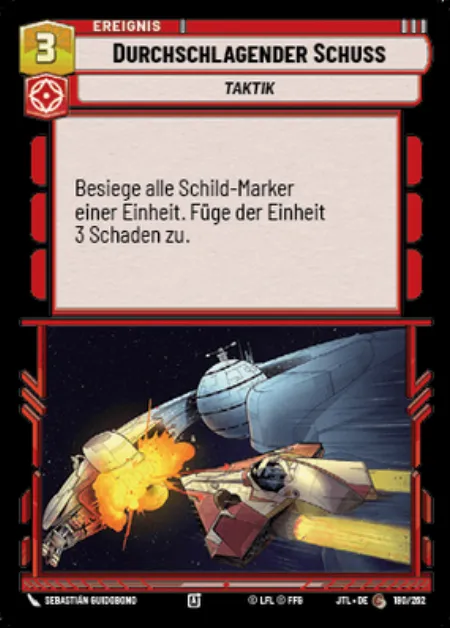 EREIGNIS
3
DURCHSCHLAGENDER SCHUSS
TAKTIK
Besiege alle Schild-Marker
einer Einheit. Füge der Einheit
3 Schaden zu.
SEBASTIÁN GUIDOBONO
© LFL © FFG
JTL • DE
C
180/262